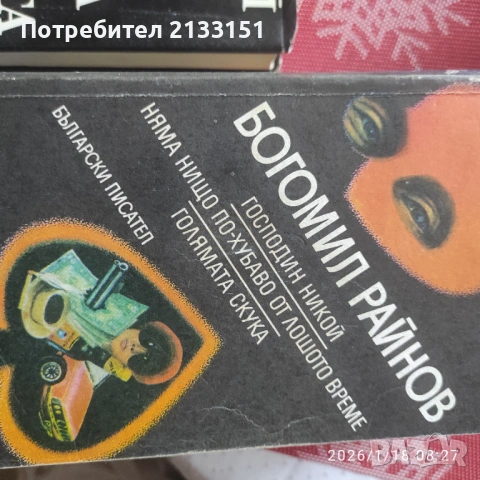 Потребител 2133151
БОГОМИЛ РАЙНОВ
ГОСПОДИН НИКОЙ
НЯМА НИЩО ПО-ХУБАВО ОТ ЛОШОТО ВРЕМЕ
ГОЛЯМАТА СКУКА
БЪЛГАРСКИ ПИСАТЕЛ
2026/1/18 08:27